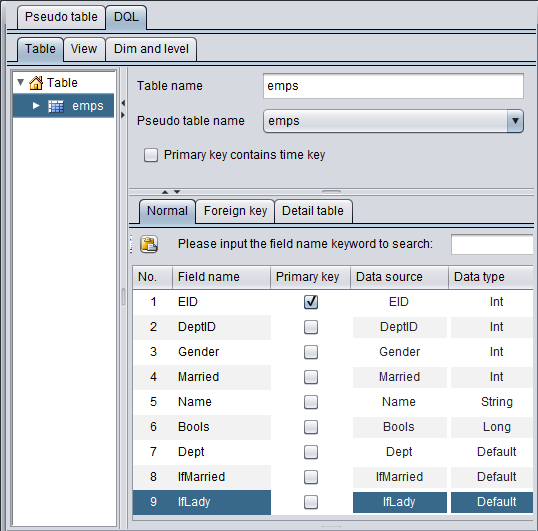 Pseudo table DQL
Table View Dim and level
Table
emps
Table name emps
Pseudo table name emps
Primary key contains time key
Normal Foreign key Detail table
Please input the field name keyword to search:
No. Field name Primary key Data source Data type
1 EID EID Int
2 DeptID DeptID Int
3 Gender Gender Int
4 Married Married Int
5 Name Name String
6 Bools Bools Long
7 Dept Dept Default
8 IfMarried IfMarried Default
9 IfLady IfLady Default